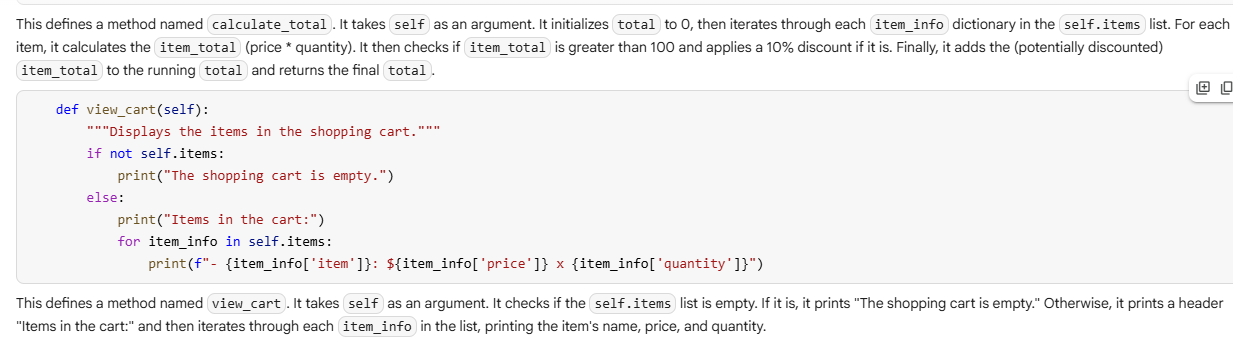 This defines a method named calculate_total. It takes self as an argument. It initializes total to 0, then iterates through each item_info dictionary in the self.items list. For each
item, it calculates the item_total (price * quantity). It then checks if item_total is greater than 100 and applies a 10% discount if it is. Finally, it adds the (potentially discounted)
item_total to the running total and returns the final total.
    def view_cart(self):
        """Displays the items in the shopping cart."""
        if not self.items:
            print("The shopping cart is empty.")
        else:
            print("Items in the cart:")
            for item_info in self.items:
                print(f"- {item_info['item']}: ${item_info['price']} x {item_info['quantity']}")
This defines a method named view_cart. It takes self as an argument. It checks if the self.items list is empty. If it is, it prints "The shopping cart is empty." Otherwise, it prints a header
"Items in the cart:" and then iterates through each item_info in the list, printing the item's name, price, and quantity.